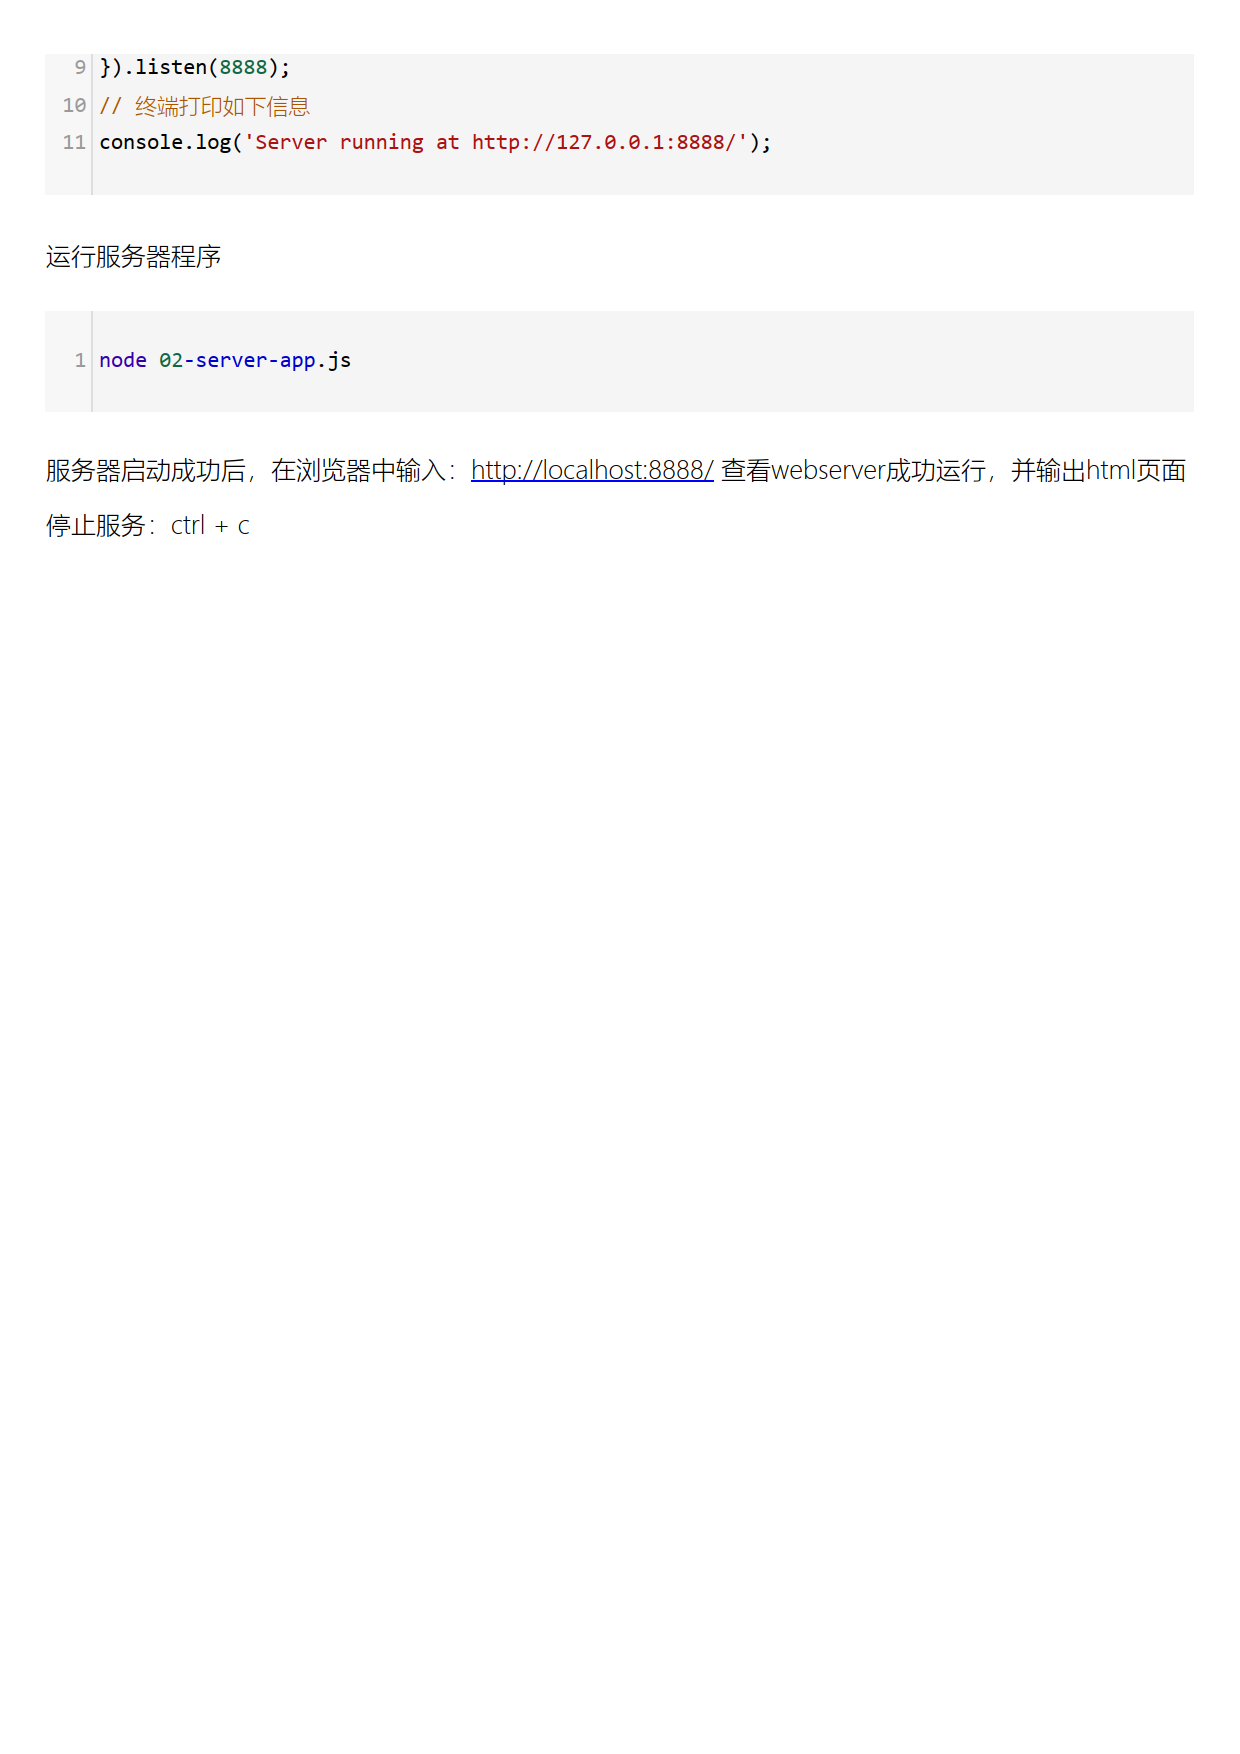 9 }).listen(8888);
10 // 终端打印如下信息
11 console.log('Server running at http://127.0.0.1:8888/');
运行服务器程序
1 node 02-server-app.js
服务器启动成功后，在浏览器中输入：http://localhost:8888/ 查看webserver成功运行，并输出html页面
停止服务：ctrl + c